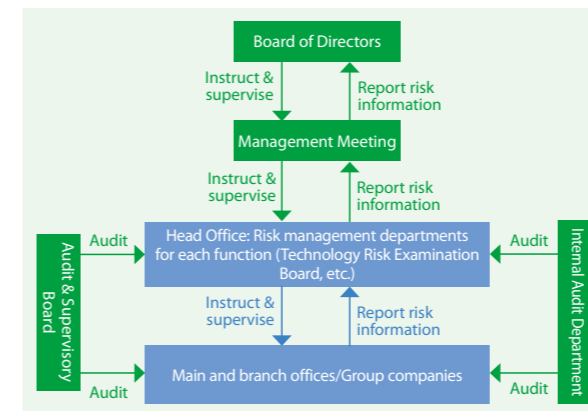 Board of Directors
Instruct &
supervise
Report risk
information
Management Meeting
Instruct &
supervise
Report risk
information
Audit & Supervisory
Board
Audit
Head Office: Risk management departments
for each function (Technology Risk Examination
Board, etc.)
Audit
Internal Audit Department
Instruct &
supervise
Report risk
information
Audit
Main and branch offices/Group companies
Audit